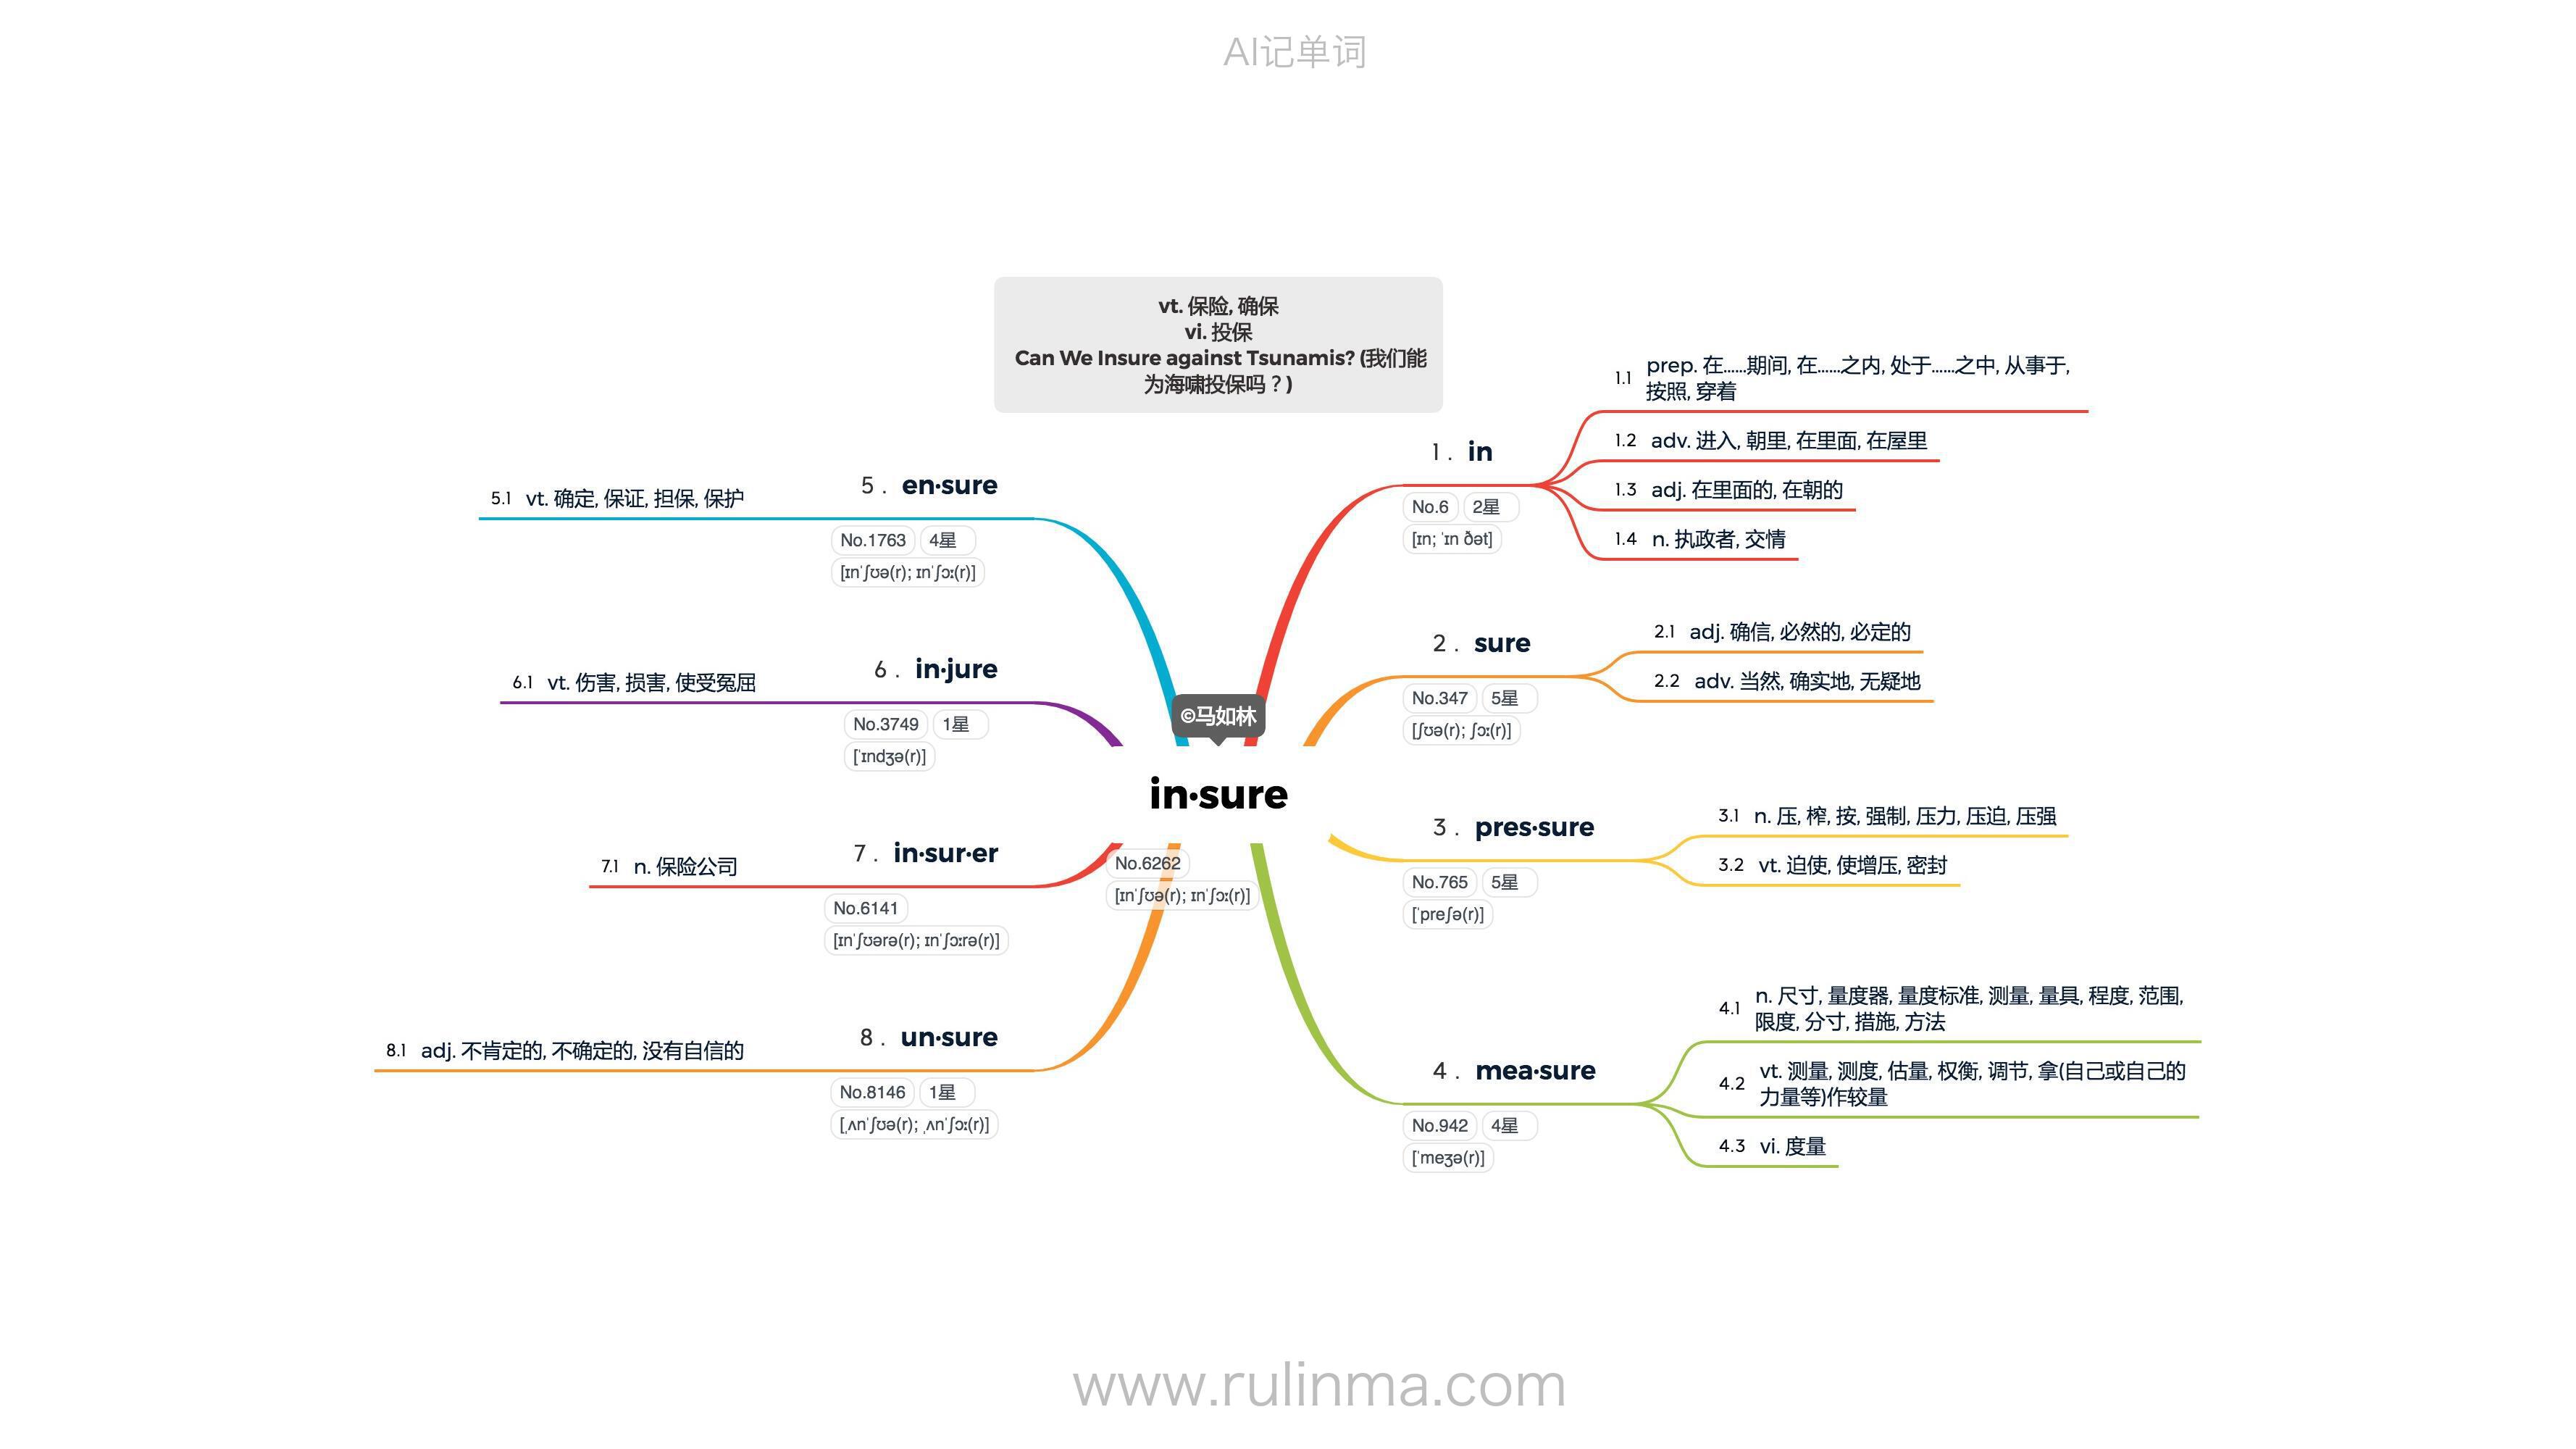 AI记单词
vt. 保险, 确保
vi. 投保
Can We Insure against Tsunamis? (我们能
为海啸投保吗？)
©马如林
in·sure
No.6262
[ɪnˈʃʊə(r); ɪnˈʃɔː(r)]
1 . in
No.6 2星
[ɪn; ˈɪn ðət]
1.1 prep. 在……期间, 在……之内, 处于……之中, 从事于,
按照, 穿着
1.2 adv. 进入, 朝里, 在里面, 在屋里
1.3 adj. 在里面的, 在朝的
1.4 n. 执政者, 交情
2 . sure
No.347 5星
[ʃʊə(r); ʃɔː(r)]
2.1 adj. 确信, 必然的, 必定的
2.2 adv. 当然, 确实地, 无疑地
3 . pres·sure
No.765 5星
[ˈpreʃə(r)]
3.1 n. 压, 榨, 按, 强制, 压力, 压迫, 压强
3.2 vt. 迫使, 使增压, 密封
4 . mea·sure
No.942 4星
[ˈmeʒə(r)]
4.1 n. 尺寸, 量度器, 量度标准, 测量, 量具, 程度, 范围,
限度, 分寸, 措施, 方法
4.2 vt. 测量, 测度, 估量, 权衡, 调节, 拿(自己或自己的
力量等)作较量
4.3 vi. 度量
5 . en·sure
No.1763 4星
[ɪnˈʃʊə(r); ɪnˈʃɔː(r)]
5.1 vt. 确定, 保证, 担保, 保护
6 . in·jure
No.3749 1星
[ˈɪndʒə(r)]
6.1 vt. 伤害, 损害, 使受冤屈
7 . in·sur·er
No.6141
[ɪnˈʃʊərə(r); ɪnˈʃɔːrə(r)]
7.1 n. 保险公司
8 . un·sure
No.8146 1星
[ˌʌnˈʃʊə(r); ˌʌnˈʃɔː(r)]
8.1 adj. 不肯定的, 不确定的, 没有自信的
www.rulinma.com